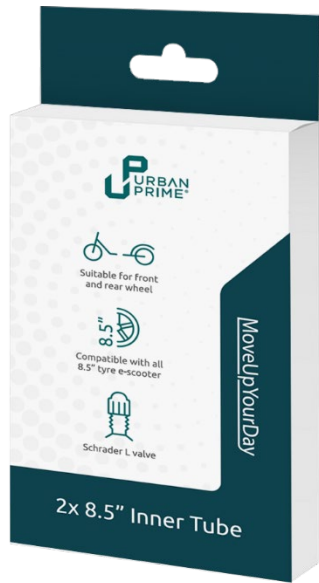 URBAN
PRIME®
Suitable for front
and rear wheel
8.5"
Compatible with all
8.5" tyre e-scooter
Schrader L valve
MoveUpYourDay
2x 8.5" Inner Tube